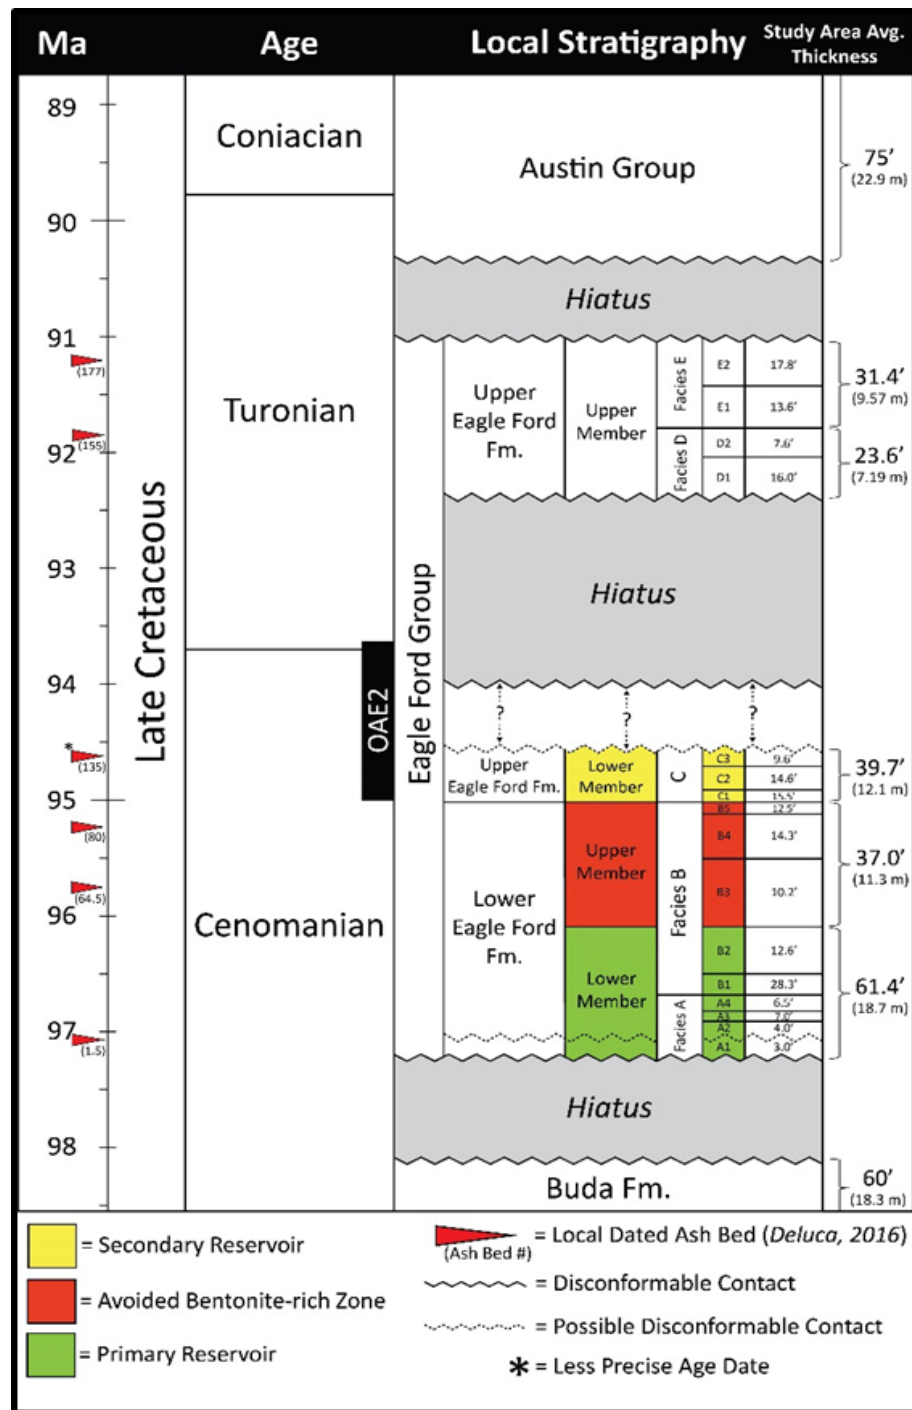 Ma
Age
Local Stratigraphy
Study Area Avg.
Thickness
89
90
91
92
93
94
95
96
97
98
(177)
(155)
*
(135)
(80)
(64.5)
(1.5)
Late Cretaceous
Coniacian
Turonian
Cenomanian
OAE2
Eagle Ford Group
Austin Group
75’
(22.9 m)
Hiatus
Upper
Eagle Ford
Fm.
Upper
Member
Facies E
E2
17.8’
E1
13.6’
31.4’
(9.57 m)
Facies D
D2
7.6’
D1
16.0’
23.6’
(7.19 m)
Hiatus
?
?
?
Upper
Eagle Ford Fm.
Lower
Member
C
C3
9.6’
C2
14.6’
C1
15.5’
39.7’
(12.1 m)
Lower
Eagle Ford
Fm.
Upper
Member
Facies B
B5
12.5’
B4
14.3’
B3
10.2’
37.0’
(11.3 m)
Lower
Member
B2
12.6’
B1
28.3’
Facies A
A4
6.5’
A3
7.0’
A2
4.0’
A1
3.0’
61.4’
(18.7 m)
Hiatus
Buda Fm.
60’
(18.3 m)
= Secondary Reservoir
= Avoided Bentonite-rich Zone
= Primary Reservoir
(Ash Bed #)
= Local Dated Ash Bed (Deluca, 2016)
= Disconformable Contact
= Possible Disconformable Contact
* = Less Precise Age Date